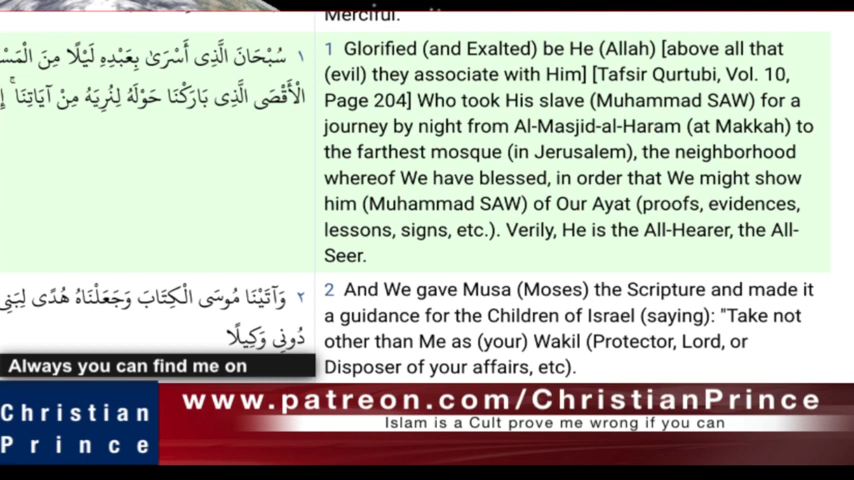 Merciful.
١ سُبْحَانَ الَّذِي أَسْرَىٰ بِعَبْدِهِ لَيْلًا مِنَ
الْأَقْصَى الَّذِي بَارَكْنَا حَوْلَهُ لِنُرِيَهُ مِنْ آيَاتِنَا ۚ
1 Glorified (and Exalted) be He (Allah) [above all that
(evil) they associate with Him] [Tafsir Qurtubi, Vol. 10,
Page 204] Who took His slave (Muhammad SAW) for a
journey by night from Al-Masjid-al-Haram (at Makkah) to
the farthest mosque (in Jerusalem), the neighborhood
whereof We have blessed, in order that We might show
him (Muhammad SAW) of Our Ayat (proofs, evidences,
lessons, signs, etc.). Verily, He is the All-Hearer, the All-
Seer.
٢ وَآتَيْنَا مُوسَى الْكِتَابَ وَجَعَلْنَاهُ هُدًى لِبَنِي
دُونِي وَكِيلًا
2 And We gave Musa (Moses) the Scripture and made it
a guidance for the Children of Israel (saying): "Take not
other than Me as (your) Wakil (Protector, Lord, or
Disposer of your affairs, etc).
Always you can find me on
Christian
Prince
www.patreon.com/ChristianPrince
Islam is a Cult prove me wrong if you can